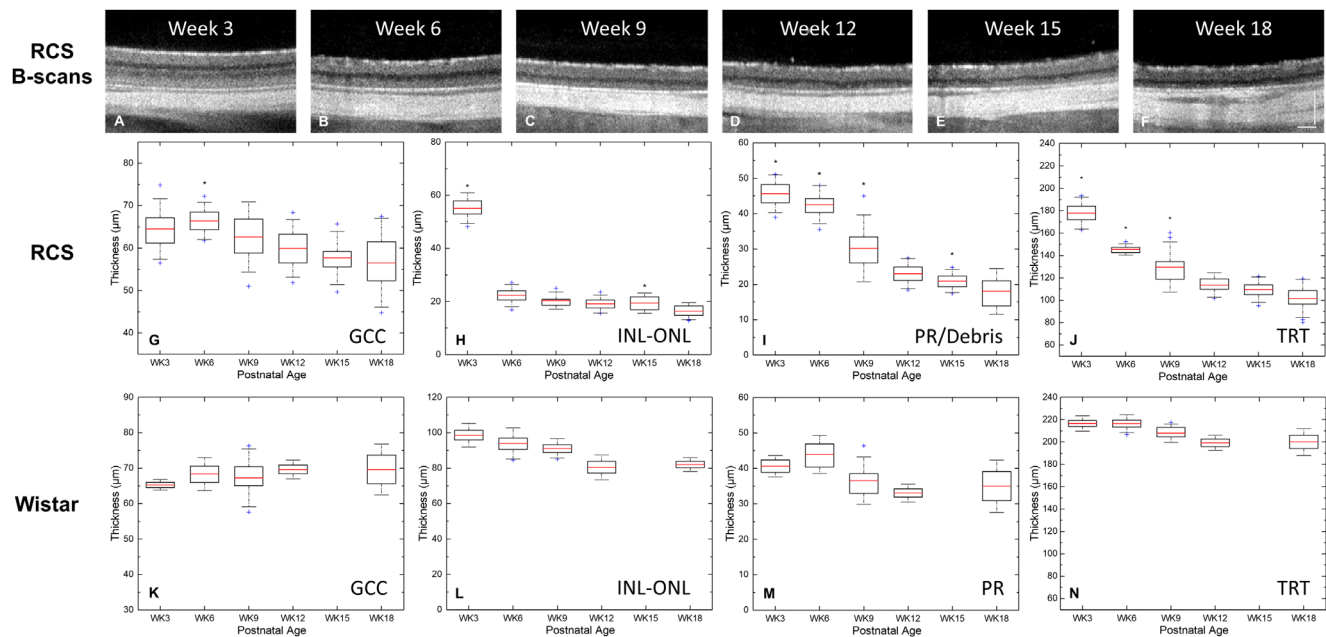 RCS
B-scans
Week 3
Week 6
Week 9
Week 12
Week 15
Week 18
A
B
C
D
E
F
RCS
Thickness (µm)
80
70
60
50
40
G
GCC
WK3 WK6 WK9 WK12 WK15 WK18
Postnatal Age
Thickness (µm)
80
60
40
20
0
H
INL-ONL
WK3 WK6 WK9 WK12 WK15 WK18
Postnatal Age
Thickness (µm)
60
50
40
30
20
10
0
I
PR/Debris
WK3 WK6 WK9 WK12 WK15 WK18
Postnatal Age
Thickness (µm)
240
220
200
180
160
140
120
100
80
60
J
TRT
WK3 WK6 WK9 WK12 WK15 WK18
Postnatal Age
Wistar
Thickness (µm)
90
80
70
60
50
40
30
K
GCC
WK3 WK6 WK9 WK12 WK15 WK18
Postnatal Age
Thickness (µm)
120
100
80
60
40
20
0
L
INL-ONL
WK3 WK6 WK9 WK12 WK15 WK18
Postnatal Age
Thickness (µm)
60
40
20
0
M
PR
WK3 WK6 WK9 WK12 WK15 WK18
Postnatal Age
Thickness (µm)
240
220
200
180
160
140
120
100
80
60
N
TRT
WK3 WK6 WK9 WK12 WK15 WK18
Postnatal Age